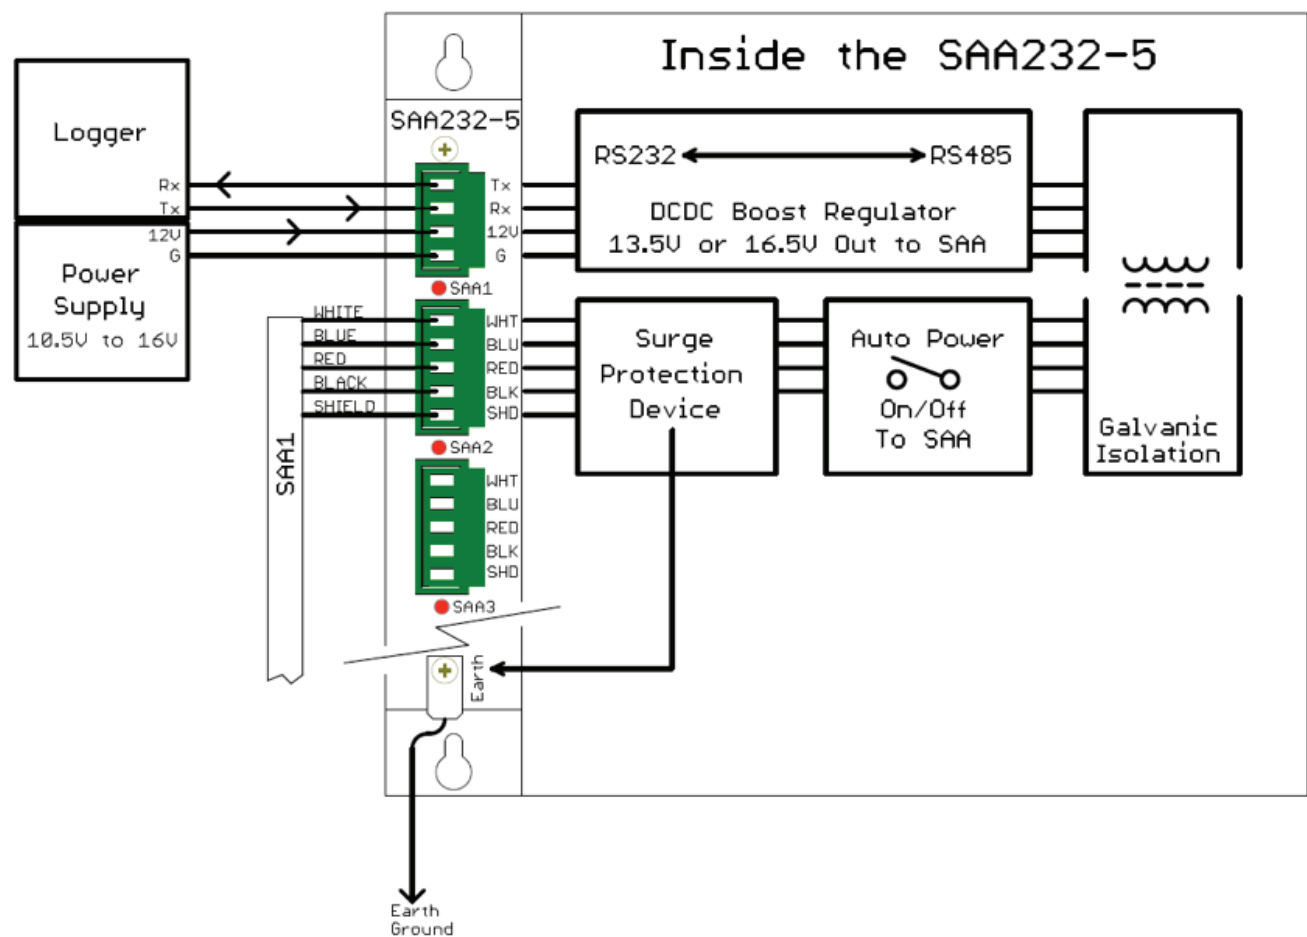 Inside the SAA232-5
Logger
Rx
Tx
12V
G
Power
Supply
10.5V to 16V
SAA232-5
Tx
Rx
12V
G
SAA1
RS232
RS485
DCDC Boost Regulator
13.5V or 16.5V Out to SAA
WHITE
BLUE
RED
BLACK
SHIELD
SAA1
WHT
BLU
RED
BLK
SHD
SAA2
Surge
Protection
Device
Auto Power
On/Off
To SAA
Galvanic
Isolation
WHT
BLU
RED
BLK
SHD
SAA3
Earth
Earth
Ground